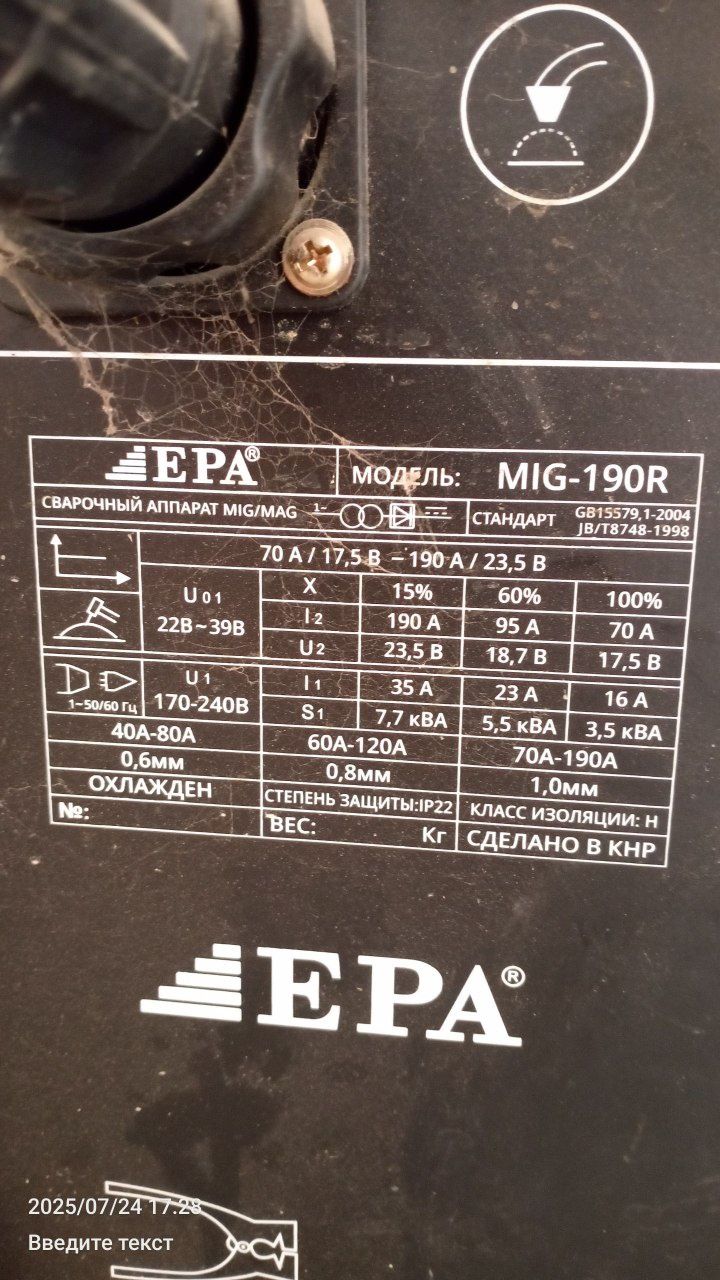 EPA®
МОДЕЛЬ: MIG-190R
СВАРОЧНЫЙ АППАРАТ MIG/MAG 1~
СТАНДАРТ GB15579,1-2004
JB/T8748-1998
70 А / 17,5 В – 190 А / 23,5 В
U01
22В~39В
X 15% 60% 100%
I2 190 А 95 А 70 А
U2 23,5 В 18,7 В 17,5 В
1~50/60 Гц
U1
170-240В
I1 35 А 23 А 16 А
S1 7,7 кВА 5,5 кВА 3,5 кВА
40А-80А 60А-120А 70А-190А
0,6мм 0,8мм 1,0мм
ОХЛАЖДЕН СТЕПЕНЬ ЗАЩИТЫ:IP22 КЛАСС ИЗОЛЯЦИИ: Н
№: ВЕС: Кг СДЕЛАНО В КНР
EPA®
2025/07/24 17:28
Введите текст